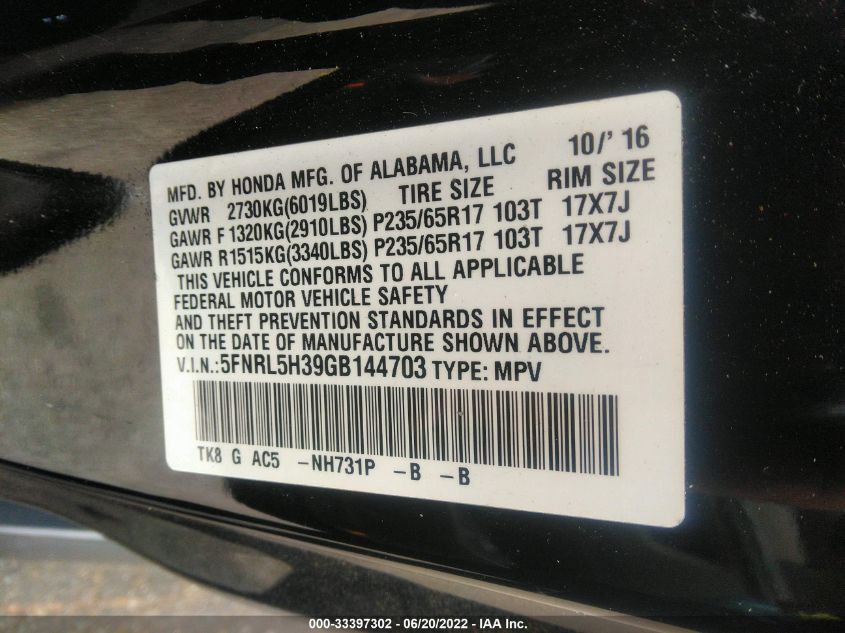 MFD. BY HONDA MFG. OF ALABAMA, LLC 10/' 16
GVWR 2730KG(6019LBS) TIRE SIZE RIM SIZE
GAWR F 1320KG(2910LBS) P235/65R17 103T 17X7J
GAWR R1515KG(3340LBS) P235/65R17 103T 17X7J
THIS VEHICLE CONFORMS TO ALL APPLICABLE
FEDERAL MOTOR VEHICLE SAFETY
AND THEFT PREVENTION STANDARDS IN EFFECT
ON THE DATE OF MANUFACTURE SHOWN ABOVE.
V.I.N.:5FNRL5H39GB144703 TYPE: MPV
TK8 G AC5 -NH731P -B -B
000-33397302 - 06/20/2022 - IAA Inc.